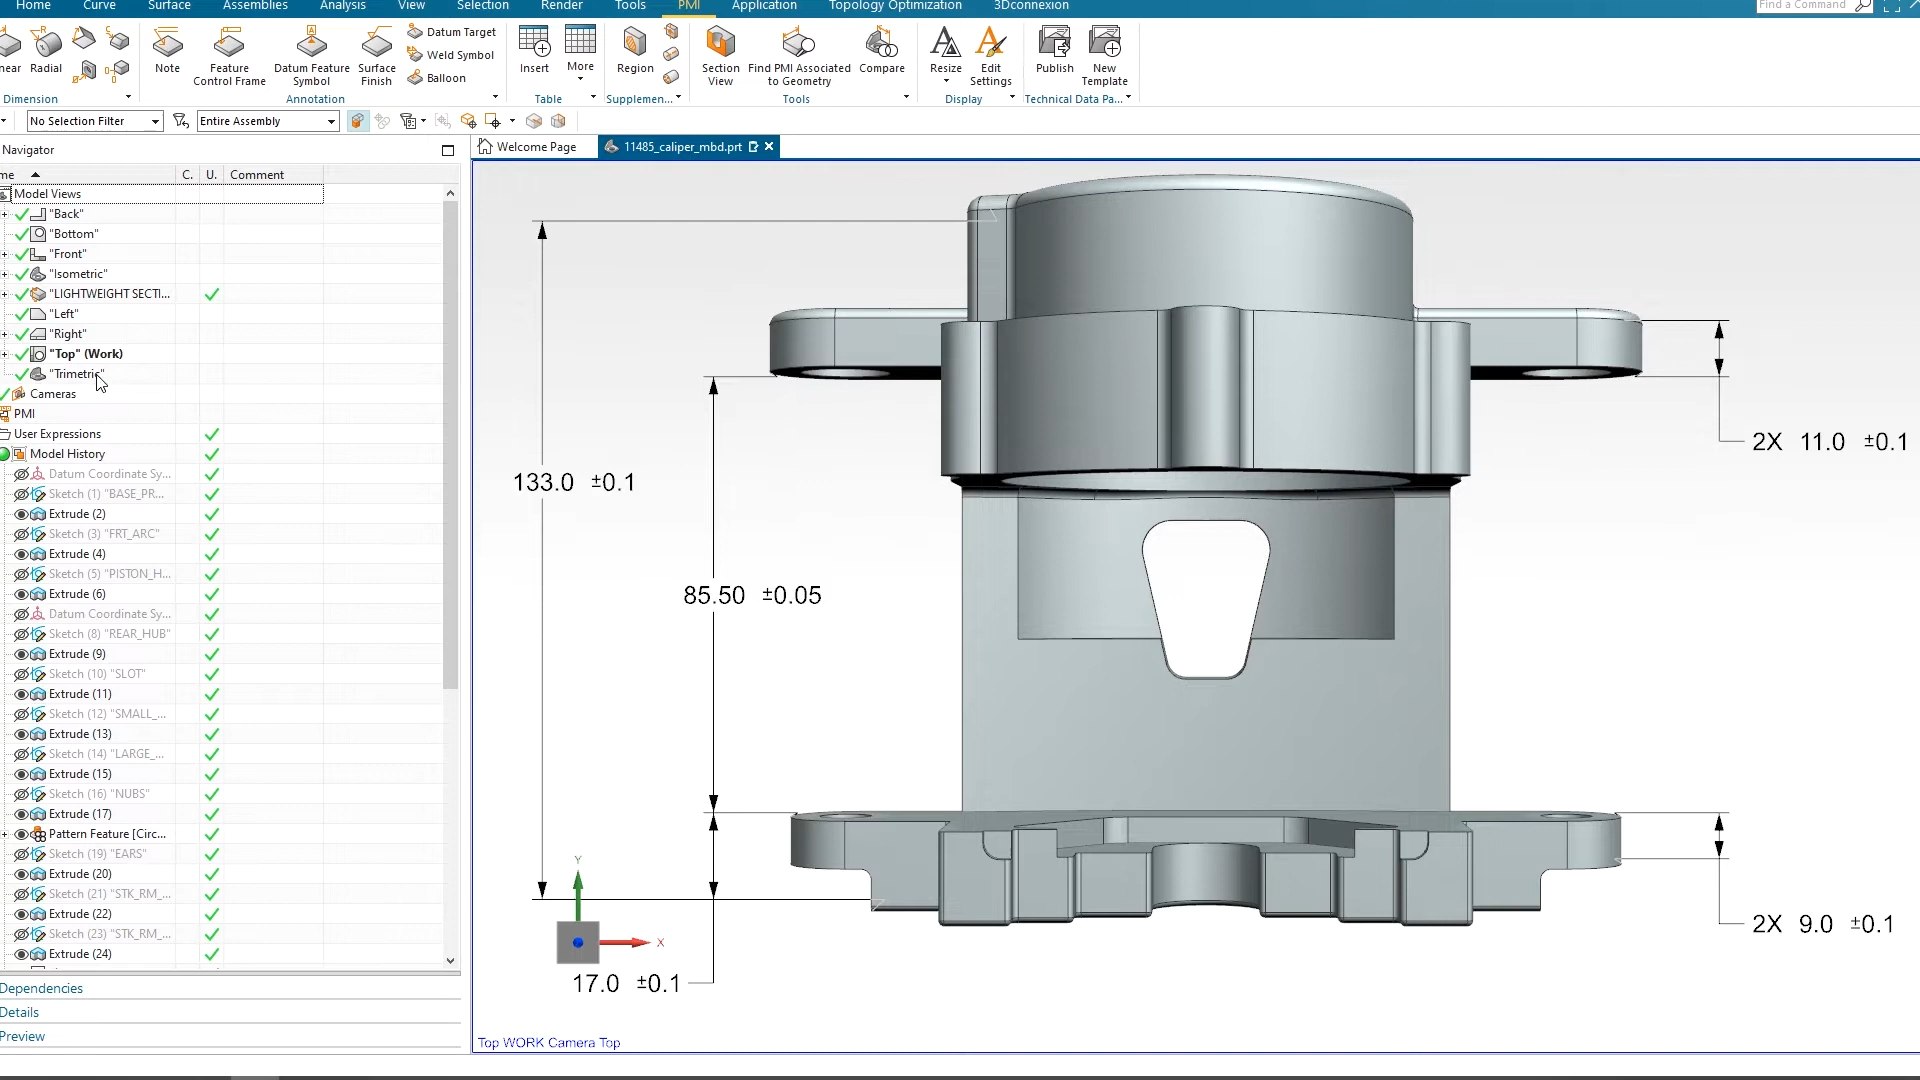 Home Curve Surface Assemblies Analysis View Selection Render Tools PMI Application Topology Optimization 3Dconnexion Find a Command
near Radial Note Feature Control Frame Datum Feature Symbol Surface Finish Datum Target Weld Symbol Balloon Insert More Region Section View Find PMI Associated to Geometry Compare Resize Edit Settings Publish New Template
Dimension Annotation Table Supplemen... Tools Display Technical Data Pa...
No Selection Filter Entire Assembly
Navigator Welcome Page 11485_caliper_mbd.prt
me C. U. Comment
Model Views
"Back"
"Bottom"
"Front"
"Isometric"
"LIGHTWEIGHT SECTI...
"Left"
"Right"
"Top" (Work)
"Trimetric"
Cameras
PMI
User Expressions
Model History
Datum Coordinate Sy...
Sketch (1) "BASE_PR...
Extrude (2)
Sketch (3) "FRT_ARC"
Extrude (4)
Sketch (5) "PISTON_H...
Extrude (6)
Datum Coordinate Sy...
Sketch (8) "REAR_HUB"
Extrude (9)
Sketch (10) "SLOT"
Extrude (11)
Sketch (12) "SMALL_...
Extrude (13)
Sketch (14) "LARGE_...
Extrude (15)
Sketch (16) "NUBS"
Extrude (17)
Pattern Feature [Circ...
Sketch (19) "EARS"
Extrude (20)
Sketch (21) "STK_RM_...
Extrude (22)
Sketch (23) "STK_RM_...
Extrude (24)
Dependencies
Details
Preview
2X 11.0 ±0.1
133.0 ±0.1
85.50 ±0.05
Y
2X 9.0 ±0.1
X
17.0 ±0.1
Top WORK Camera Top